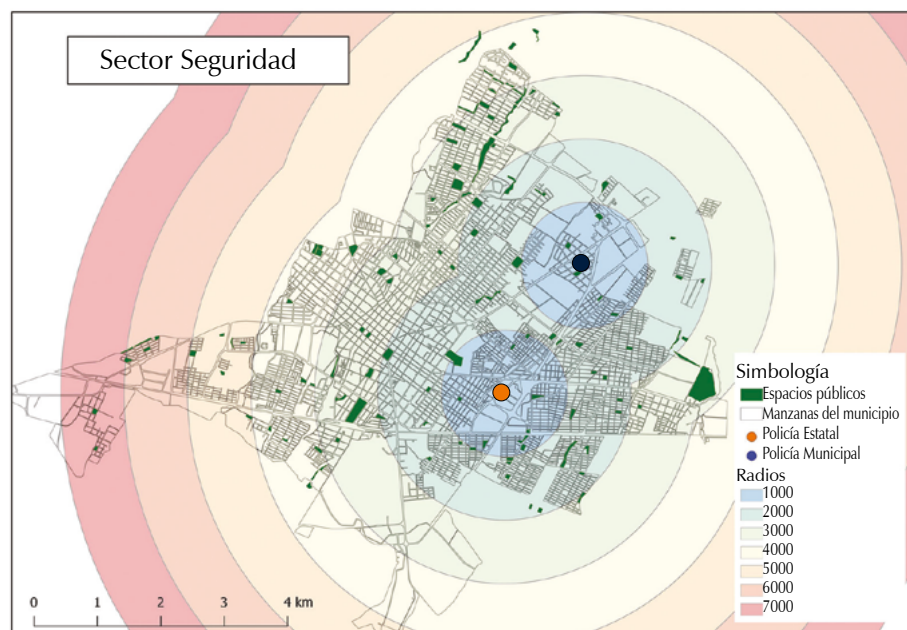 Sector Seguridad
Simbología
Espacios públicos
Manzanas del municipio
Policía Estatal
Policía Municipal
Radios
1000
2000
3000
4000
5000
6000
7000
0 1 2 3 4 km